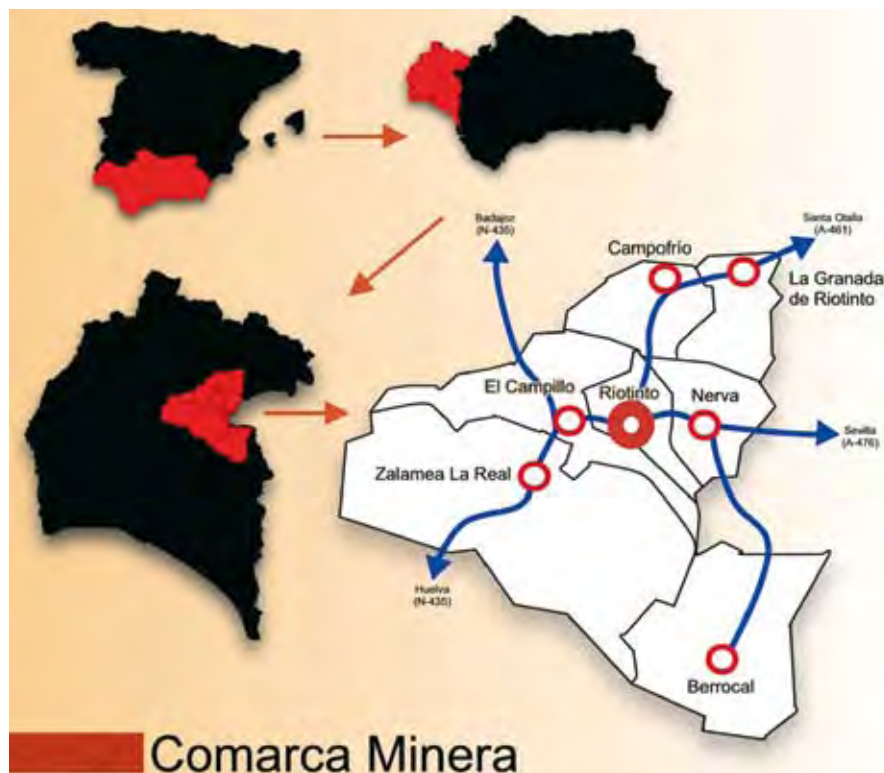 Badajoz
(N-435)
Santa Olalla
(A-461)
Campofrío
La Granada
de Riotinto
El Campillo
Riotinto
Nerva
Sevilla
(A-476)
Zalamea La Real
Huelva
(N-435)
Berrocal
Comarca Minera